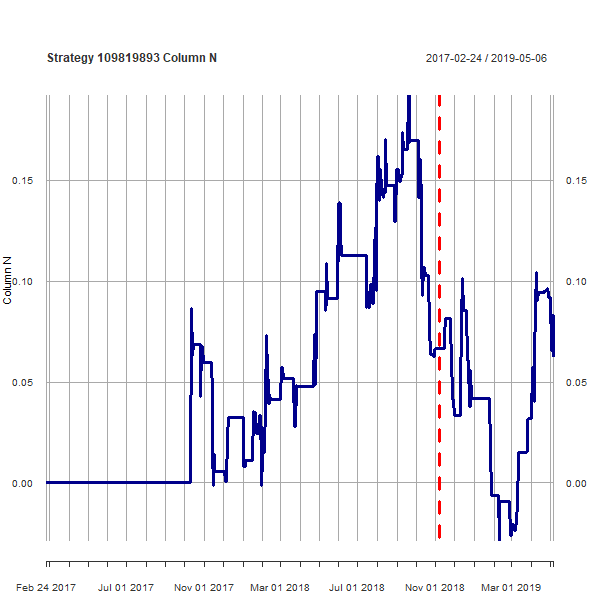 Strategy 109819893 Column N
2017-02-24 / 2019-05-06
Column N
0.15
0.10
0.05
0.00
0.15
0.10
0.05
0.00
Feb 24 2017
Jul 01 2017
Nov 01 2017
Mar 01 2018
Jul 01 2018
Nov 01 2018
Mar 01 2019